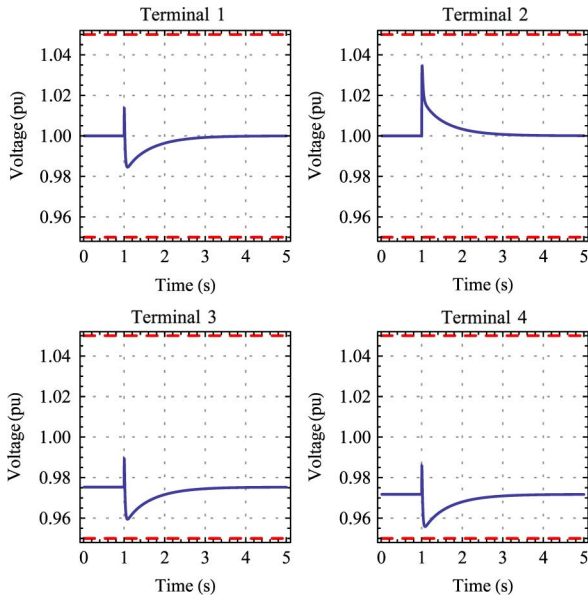 Terminal 1
Voltage (pu)
1.04
1.02
1.00
0.98
0.96
0 1 2 3 4 5
Time (s)
Terminal 2
Voltage (pu)
1.04
1.02
1.00
0.98
0.96
0 1 2 3 4 5
Time (s)
Terminal 3
Voltage (pu)
1.04
1.02
1.00
0.98
0.96
0 1 2 3 4 5
Time (s)
Terminal 4
Voltage (pu)
1.04
1.02
1.00
0.98
0.96
0 1 2 3 4 5
Time (s)